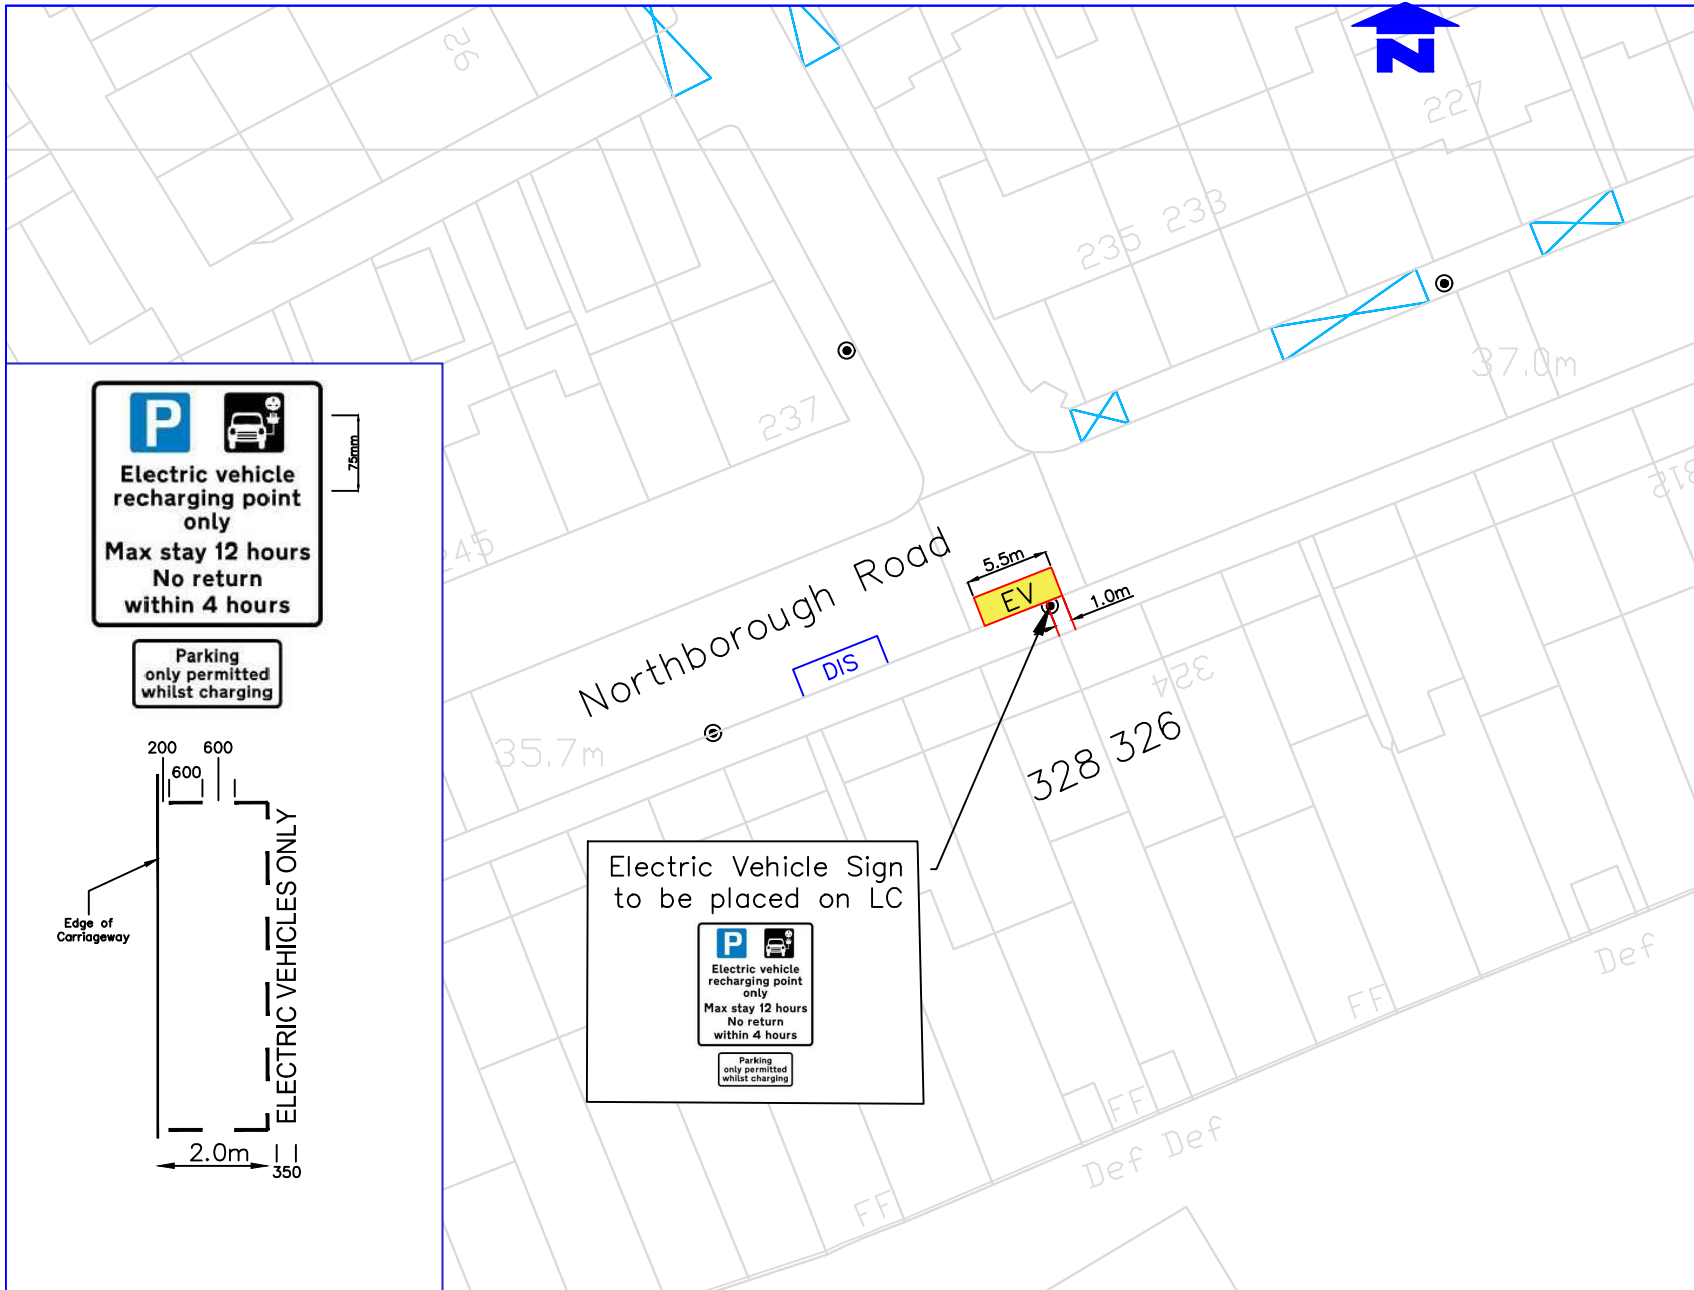 N
26
227
235 233
37.0m
237
245
312
P
Electric vehicle
recharging point
only
Max stay 12 hours
No return
within 4 hours
75mm
Parking
only permitted
whilst charging
200 600
600
ELECTRIC VEHICLES ONLY
Edge of
Carriageway
2.0m
350
Northborough Road
5.5m
EV
1.0m
DIS
324
35.7m
328 326
Electric Vehicle Sign
to be placed on LC
P
Electric vehicle
recharging point
only
Max stay 12 hours
No return
within 4 hours
Parking
only permitted
whilst charging
Def
FF
FF
Def Def
FF